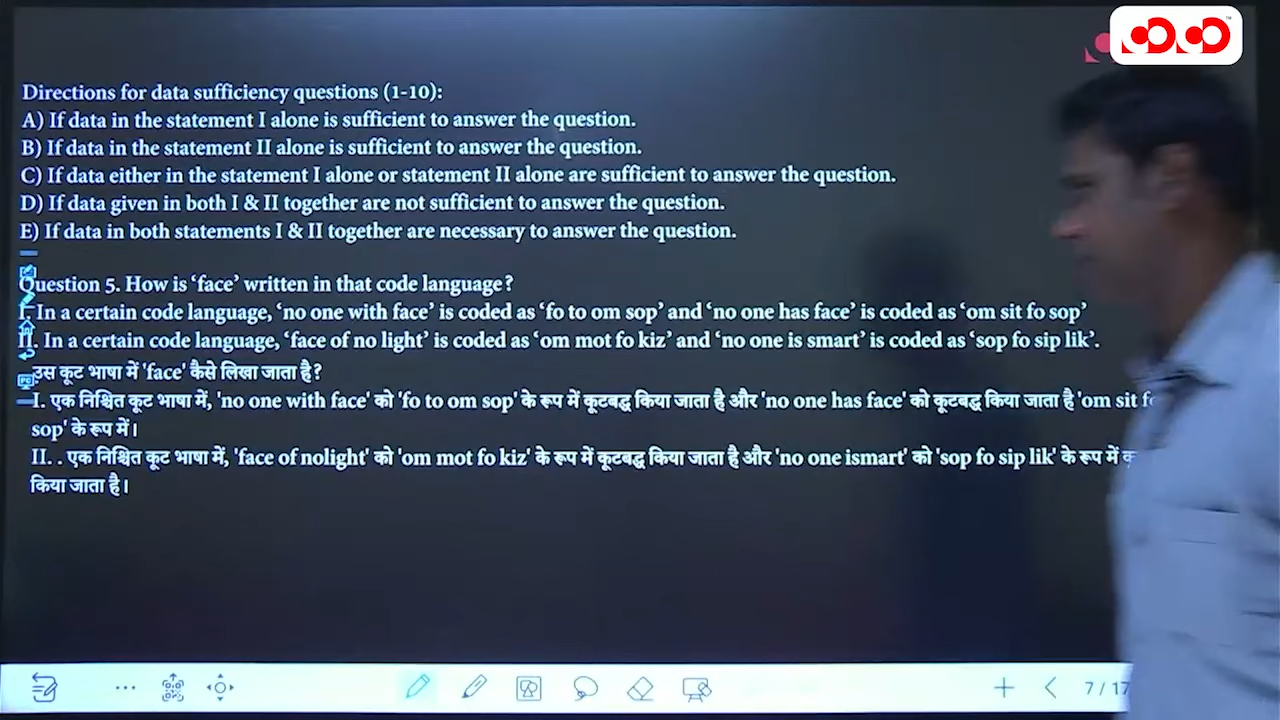 Directions for data sufficiency questions (1-10):
A) If data in the statement I alone is sufficient to answer the question.
B) If data in the statement II alone is sufficient to answer the question.
C) If data either in the statement I alone or statement II alone are sufficient to answer the question.
D) If data given in both I & II together are not sufficient to answer the question.
E) If data in both statements I & II together are necessary to answer the question.
Question 5. How is ‘face’ written in that code language?
I. In a certain code language, ‘no one with face’ is coded as ‘fo to om sop’ and ‘no one has face’ is coded as ‘om sit fo sop’
II. In a certain code language, ‘face of no light’ is coded as ‘om mot fo kiz’ and ‘no one is smart’ is coded as ‘sop fo sip lik’.
उस कूट भाषा में 'face' कैसे लिखा जाता है?
I. एक निश्चित कूट भाषा में, 'no one with face' को 'fo to om sop' के रूप में कूटबद्ध किया जाता है और 'no one has face' को कूटबद्ध किया जाता है 'om sit
sop' के रूप में।
II. . एक निश्चित कूट भाषा में, 'face of nolight' को 'om mot fo kiz' के रूप में कूटबद्ध किया जाता है और 'no one ismart' को 'sop fo sip lik' के रूप में
किया जाता है।
7 / 17